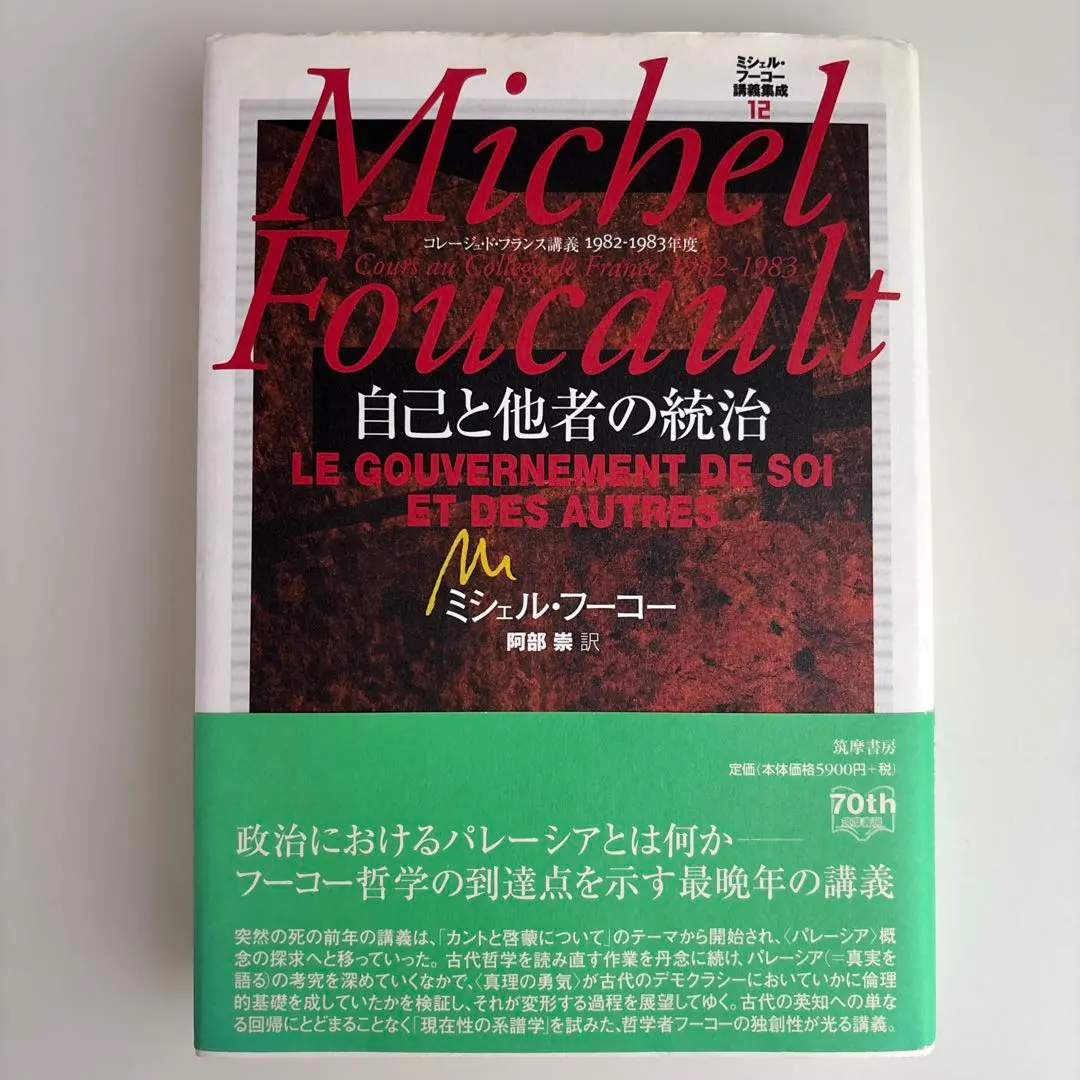 ミシェル・
フーコー
講義集成
12
Michel
コレージュ・ド・フランス講義 1982-1983年度
Cours au Collège de France, 1982-1983
Foucault
自己と他者の統治
LE GOUVERNEMENT DE SOI
ET DES AUTRES
ミシェル・フーコー
阿部 崇 訳
筑摩書房
定価(本体価格5900円+税)
70th
筑摩書房
政治におけるパレーシアとは何か――
フーコー哲学の到達点を示す最晩年の講義
突然の死の前年の講義は、「カントと啓蒙について」のテーマから開始され、〈パレーシア〉概
念の探求へと移っていった。古代哲学を読み直す作業を丹念に続け、パレーシア(=真実を
語る)の考究を深めていくなかで、〈真理の勇気〉が古代のデモクラシーにおいていかに倫理
的基礎を成していたかを検証し、それが変形する過程を展望してゆく。古代の英知への単な
る回帰にとどまることなく「現在性の系譜学」を試みた、哲学者フーコーの独創性が光る講義。